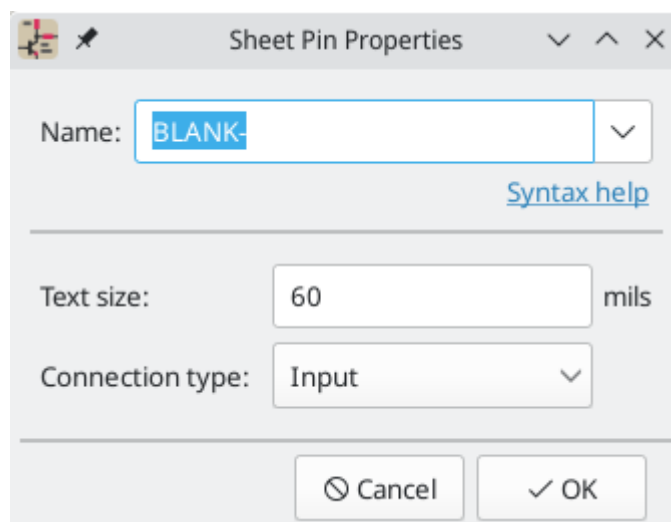 Sheet Pin Properties
Name: BLANK-
Syntax help
Text size: 60 mils
Connection type: Input
Cancel OK